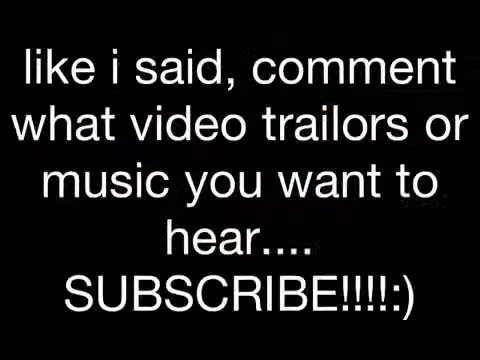 like i said, comment
what video trailors or
music you want to
hear....
SUBSCRIBE!!!!:)